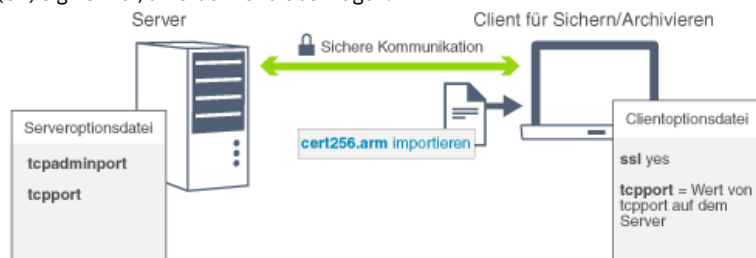 Server
Client für Sichern/Archivieren
Sichere Kommunikation
Serveroptionsdatei
tcpadminport
tcpport
cert256.arm importieren
Clientoptionsdatei
ssl yes
tcpport = Wert von
tcpport auf dem
Server